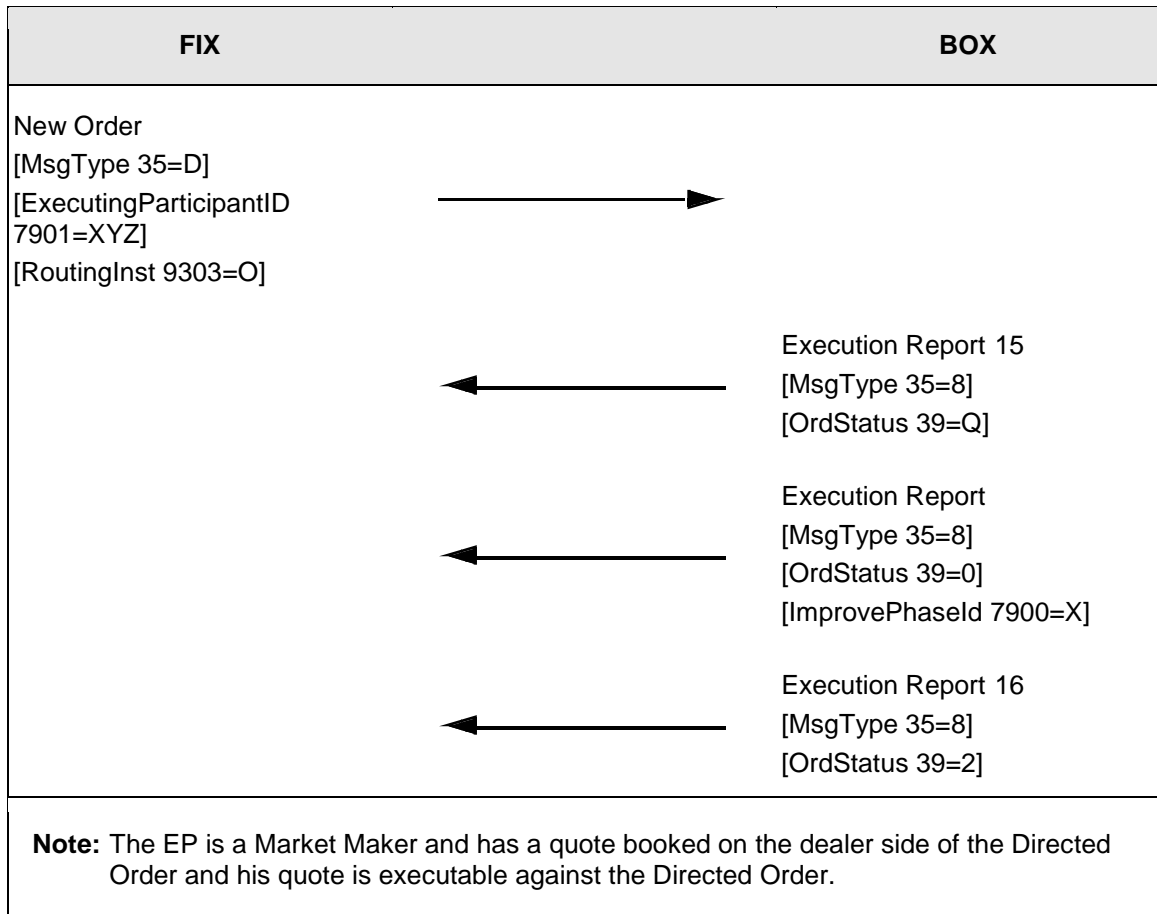 FIX
BOX
New Order
[MsgType 35=D]
[ExecutingParticipantID
7901=XYZ]
[RoutingInst 9303=O]
Execution Report 15
[MsgType 35=8]
[OrdStatus 39=Q]
Execution Report
[MsgType 35=8]
[OrdStatus 39=0]
[ImprovePhaseId 7900=X]
Execution Report 16
[MsgType 35=8]
[OrdStatus 39=2]
Note: The EP is a Market Maker and has a quote booked on the dealer side of the Directed
Order and his quote is executable against the Directed Order.